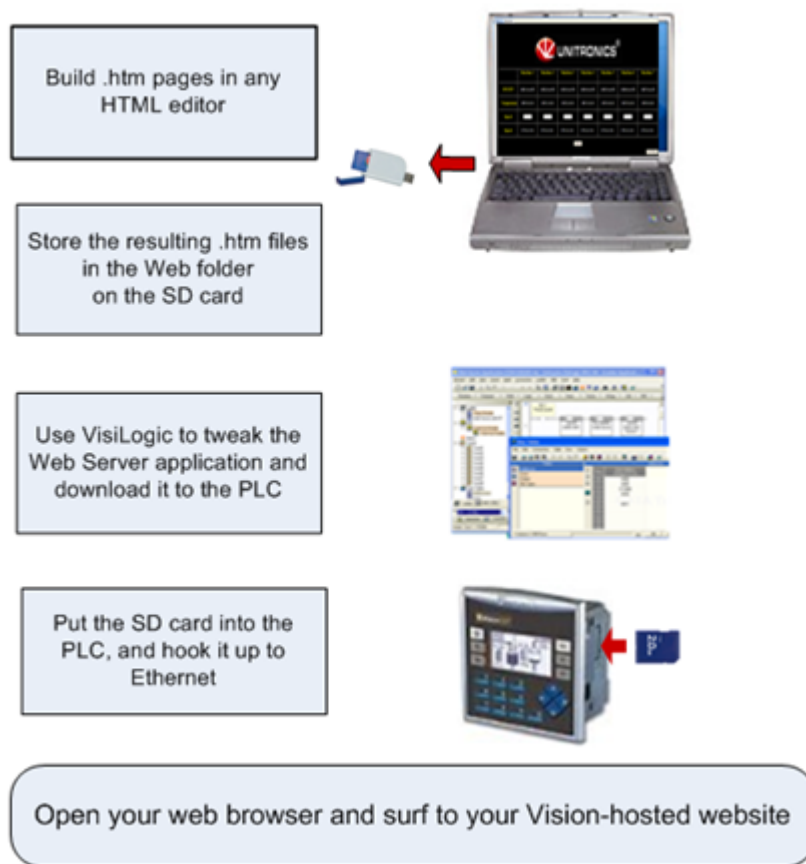 Build .htm pages in any
HTML editor
UNITRONICS
Store the resulting .htm files
in the Web folder
on the SD card
Use VisiLogic to tweak the
Web Server application and
download it to the PLC
Put the SD card into the
PLC, and hook it up to
Ethernet
Open your web browser and surf to your Vision-hosted website